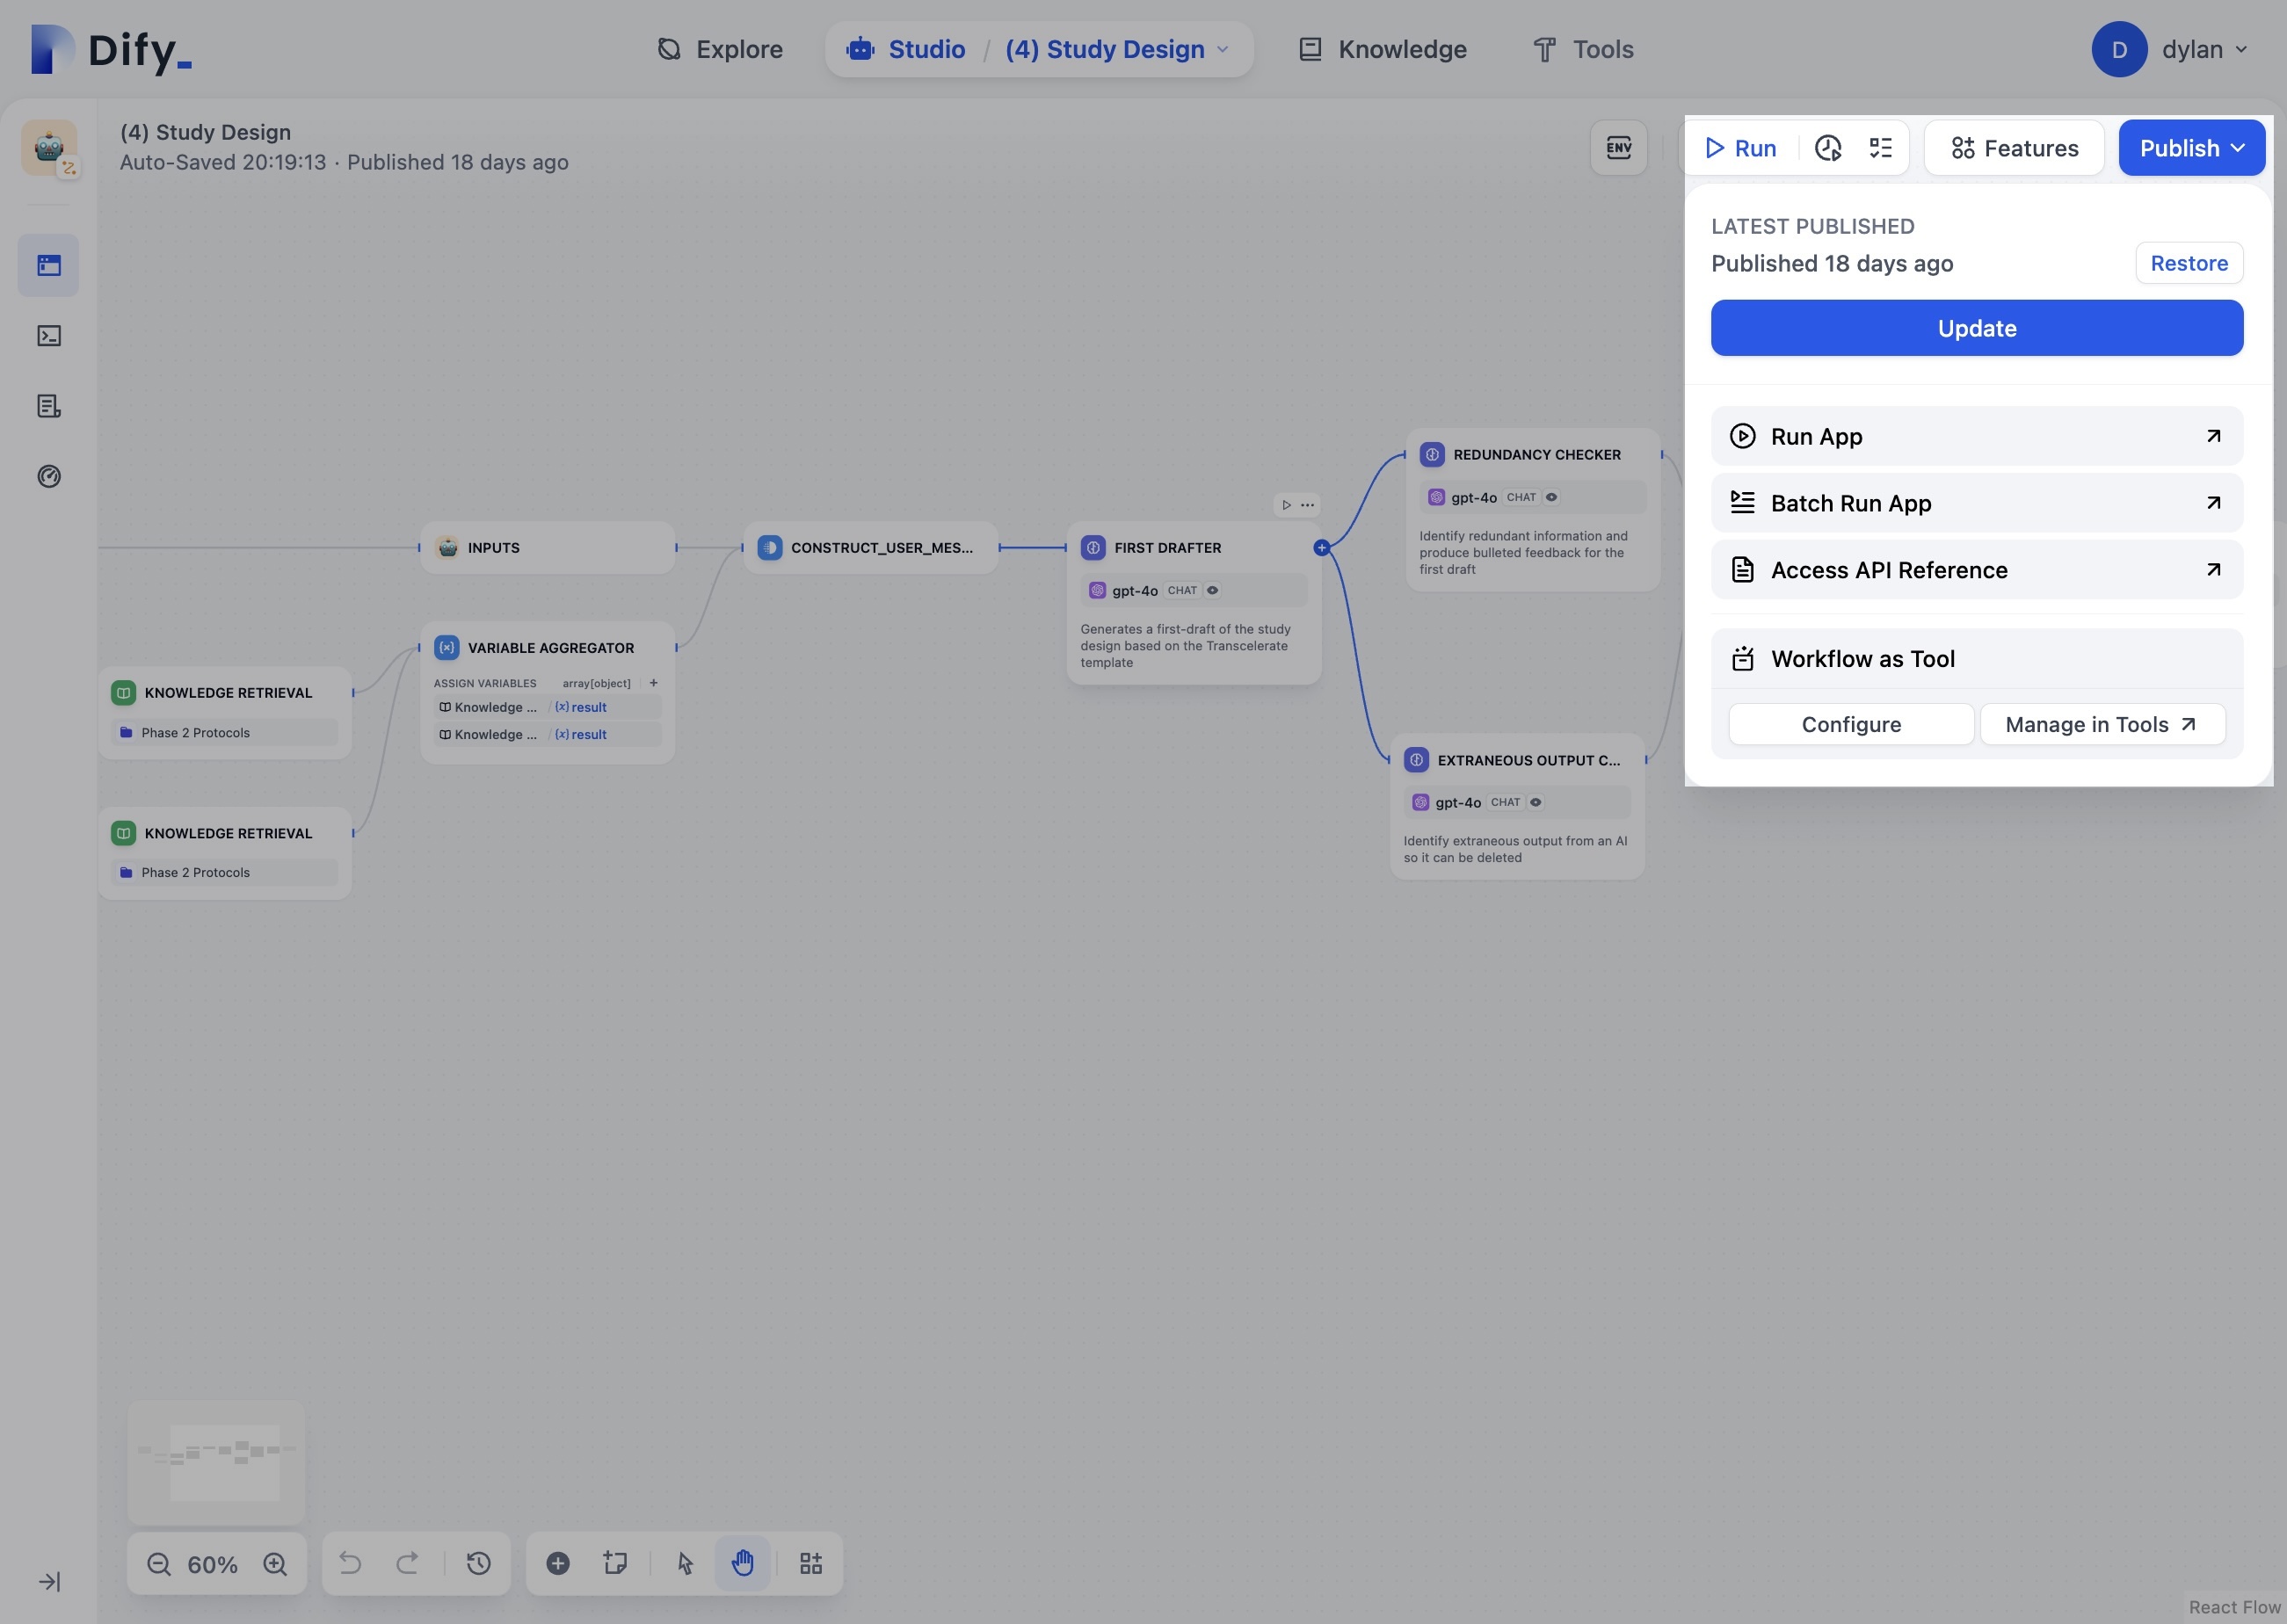 Dify_
Explore
Studio / (4) Study Design
Knowledge
Tools
D
dylan
(4) Study Design
Auto-Saved 20:19:13 · Published 18 days ago
ENV
Run
Features
Publish
LATEST PUBLISHED
Published 18 days ago
Restore
Update
Run App
Batch Run App
Access API Reference
Workflow as Tool
Configure
Manage in Tools
REDUNDANCY CHECKER
gpt-4o CHAT
Identify redundant information and
produce bulleted feedback for the
first draft
INPUTS
CONSTRUCT_USER_MES...
FIRST DRAFTER
gpt-4o CHAT
Generates a first-draft of the study
design based on the Transcelerate
template
VARIABLE AGGREGATOR
ASSIGN VARIABLES array[object] +
Knowledge ... / {x} result
Knowledge ... / {x} result
KNOWLEDGE RETRIEVAL
Phase 2 Protocols
KNOWLEDGE RETRIEVAL
Phase 2 Protocols
EXTRANEOUS OUTPUT C...
gpt-4o CHAT
Identify extraneous output from an AI
so it can be deleted
60%
React Flow